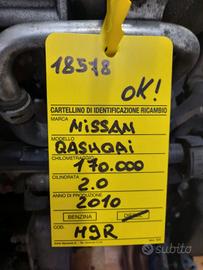 18578
OK!
CARTELLINO DI IDENTIFICAZIONE RICAMBIO
MARCA
NISSAN
MODELLO
QASHQAI
CHILOMETRAGGIO
170.000
CILINDRATA
2.0
ANNO DI PRODUZIONE
2010
BENZINA
COD.
M9R
subito